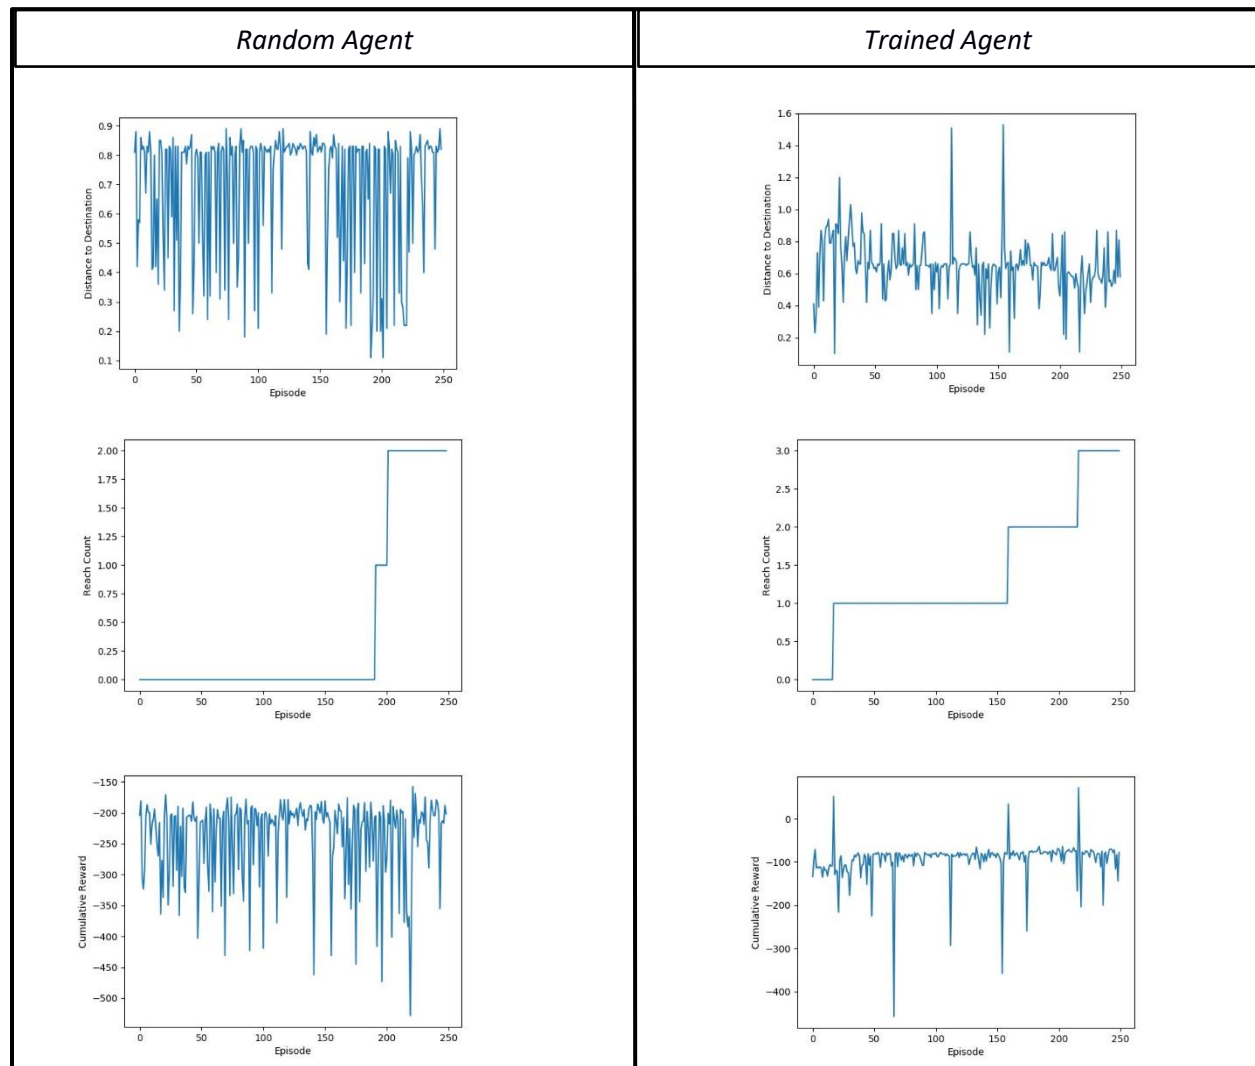 Random Agent
Trained Agent
0.9
0.8
0.7
0.6
0.5
0.4
0.3
0.2
0.1
Distance to Destination
0 50 100 150 200 250
Episode
1.6
1.4
1.2
1.0
0.8
0.6
0.4
0.2
Distance to Destination
0 50 100 150 200 250
Episode
2.00
1.75
1.50
1.25
1.00
0.75
0.50
0.25
0.00
Reach Count
0 50 100 150 200 250
Episode
3.0
2.5
2.0
1.5
1.0
0.5
0.0
Reach Count
0 50 100 150 200 250
Episode
−150
−200
−250
−300
−350
−400
−450
−500
Cumulative Reward
0 50 100 150 200 250
Episode
0
−100
−200
−300
−400
Cumulative Reward
0 50 100 150 200 250
Episode